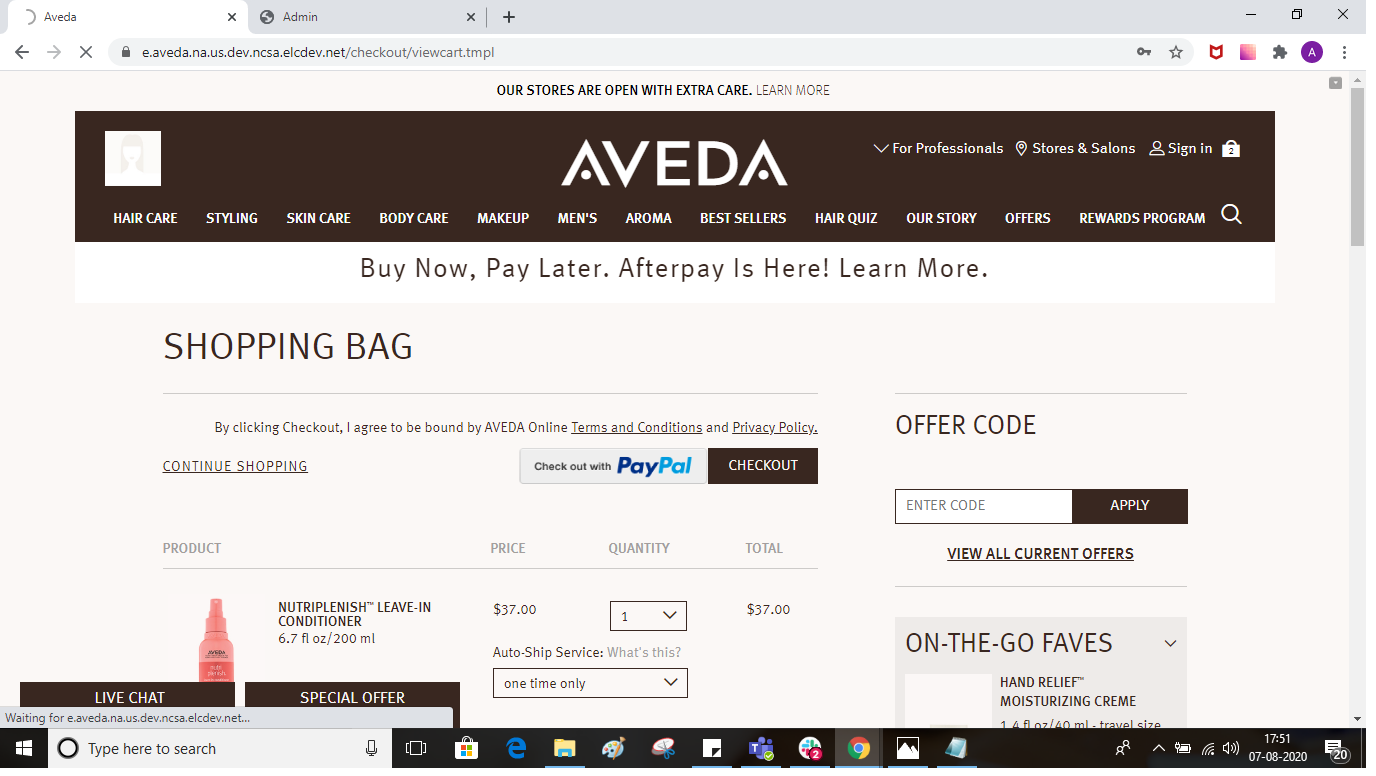 Aveda
Admin
e.aveda.na.us.dev.ncsa.elcdev.net/checkout/viewcart.tmpl
A
OUR STORES ARE OPEN WITH EXTRA CARE. LEARN MORE
AVEDA
For Professionals Stores & Salons Sign in 2
HAIR CARE STYLING SKIN CARE BODY CARE MAKEUP MEN'S AROMA BEST SELLERS HAIR QUIZ OUR STORY OFFERS REWARDS PROGRAM
Buy Now, Pay Later. Afterpay Is Here! Learn More.
SHOPPING BAG
By clicking Checkout, I agree to be bound by AVEDA Online Terms and Conditions and Privacy Policy.
CONTINUE SHOPPING
Check out with PayPal
CHECKOUT
PRODUCT PRICE QUANTITY TOTAL
NUTRIPLENISH™ LEAVE-IN
CONDITIONER
6.7 fl oz/200 ml
$37.00 1 $37.00
Auto-Ship Service: What's this?
one time only
AVEDA
OFFER CODE
ENTER CODE APPLY
VIEW ALL CURRENT OFFERS
ON-THE-GO FAVES
HAND RELIEF™
MOISTURIZING CREME
1.4 fl oz/40 ml - travel size
LIVE CHAT
SPECIAL OFFER
Waiting for e.aveda.na.us.dev.ncsa.elcdev.net...
Type here to search
2
17:51
07-08-2020
20